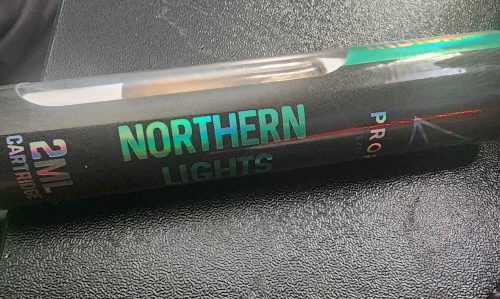 NORTHERN
LIGHTS
2ML
CARTRIDGE
PRO